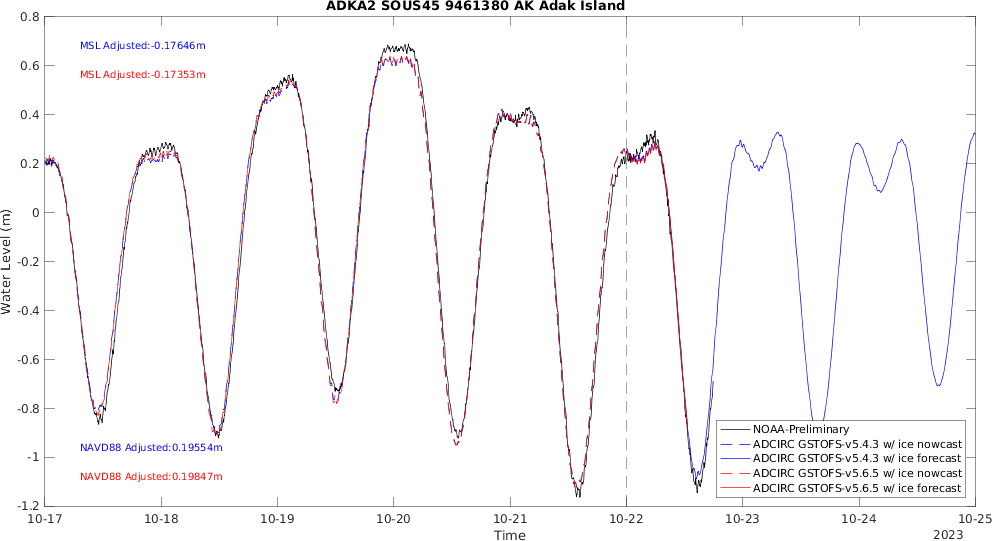 ADKA2 SOUS45 9461380 AK Adak Island
MSL Adjusted:-0.17646m
MSL Adjusted:-0.17353m
NAVD88 Adjusted:0.19554m
NAVD88 Adjusted:0.19847m
Water Level (m)
0.8
0.6
0.4
0.2
0
-0.2
-0.4
-0.6
-0.8
-1
-1.2
NOAA-Preliminary
ADCIRC GSTOFS-v5.4.3 w/ ice nowcast
ADCIRC GSTOFS-v5.4.3 w/ ice forecast
ADCIRC GSTOFS-v5.6.5 w/ ice nowcast
ADCIRC GSTOFS-v5.6.5 w/ ice forecast
10-17 10-18 10-19 10-20 10-21 10-22 10-23 10-24 10-25
Time
2023